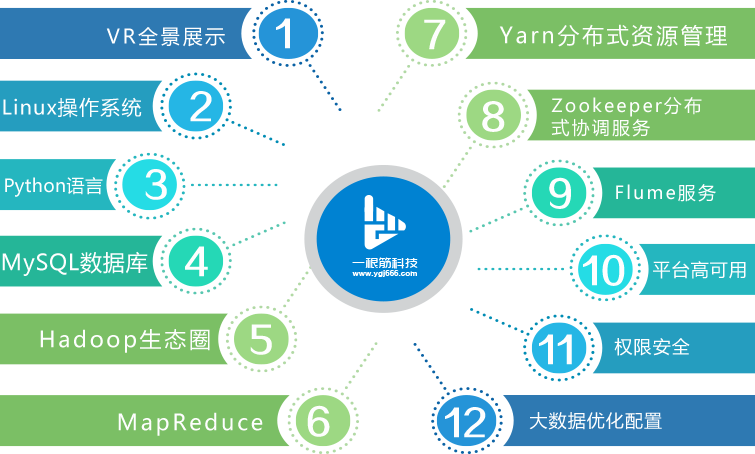 VR全景展示
1
Linux操作系统
2
Python语言
3
MySQL数据库
4
Hadoop生态圈
5
MapReduce
6
一根筋科技
www.ygj666.com
7
Yarn分布式资源管理
8
Zookeeper分布
式协调服务
9
Flume服务
10
平台高可用
11
权限安全
12
大数据优化配置